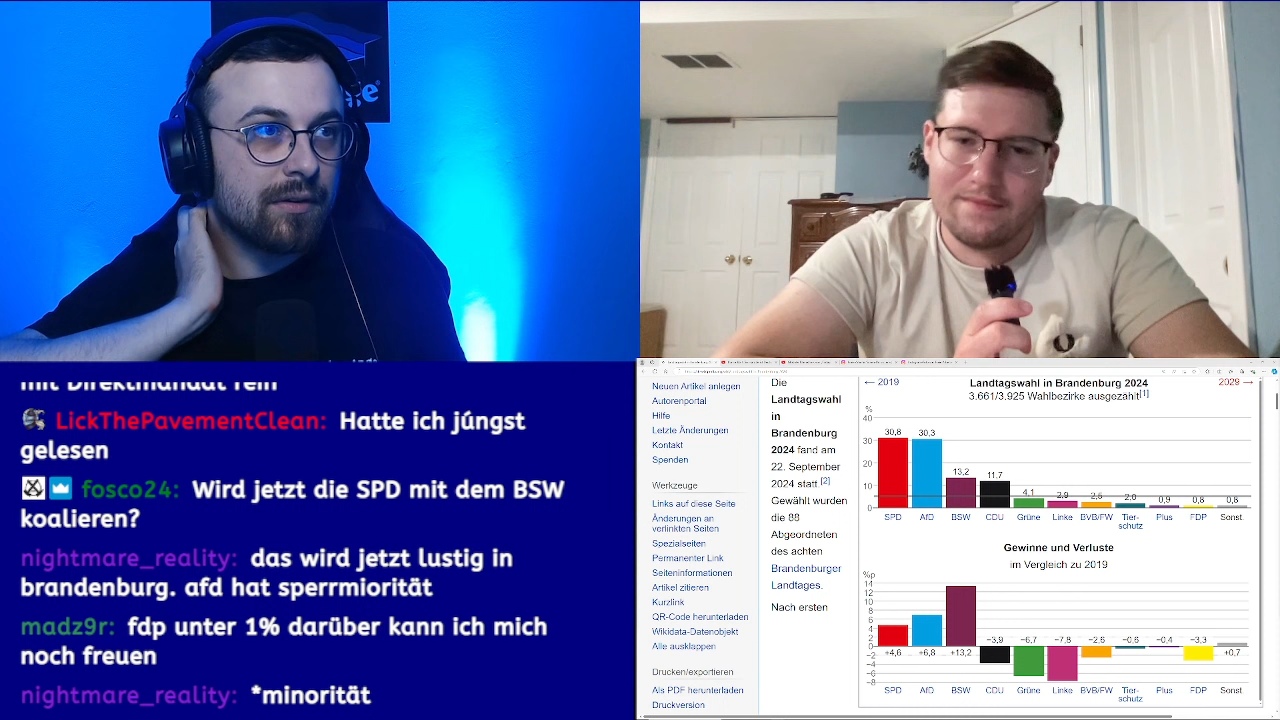 mit Direktmandat rein
LickThePavementClean: Hatte ich júngst
gelesen
fosco24: Wird jetzt die SPD mit dem BSW
koalieren?
nightmare_reality: das wird jetzt lustig in
brandenburg. afd hat sperrmiorität
madz9r: fdp unter 1% darüber kann ich mich
noch freuen
nightmare_reality: *minorität
Neuen Artikel anlegen
Autorenportal
Hilfe
Letzte Änderungen
Kontakt
Spenden
Werkzeuge
Links auf diese Seite
Änderungen an
verlinkten Seiten
Spezialseiten
Permanenter Link
Seiteninformationen
Artikel zitieren
Kurzlink
QR-Code herunterladen
Wikidata-Datenobjekt
Alle ausklappen
Drucken/exportieren
Als PDF herunterladen
Druckversion
Die
Landtagswahl
in
Brandenburg
2024 fand am
22. September
2024 statt.[2]
Gewählt wurden
die 88
Abgeordneten
des achten
Brandenburger
Landtages.
Nach ersten
← 2019 Landtagswahl in Brandenburg 2024 2029 →
3.661/3.925 Wahlbezirke ausgezählt[1]
%
40
30
20
10
0
30,8 30,3 13,2 11,7 4,1 2,9 2,6 2,0 0,9 0,8 0,8
SPD AfD BSW CDU Grüne Linke BVB/FW Tier- Plus FDP Sonst.
schutz
Gewinne und Verluste
im Vergleich zu 2019
%p
14
12
10
8
6
4
2
0
−2
−4
−6
−8
+4,6 +6,8 +13,2 −3,9 −6,7 −7,8 −2,5 −0,6 −0,4 −3,3 +0,7
SPD AfD BSW CDU Grüne Linke BVB/FW Tier- Plus FDP Sonst.
schutz